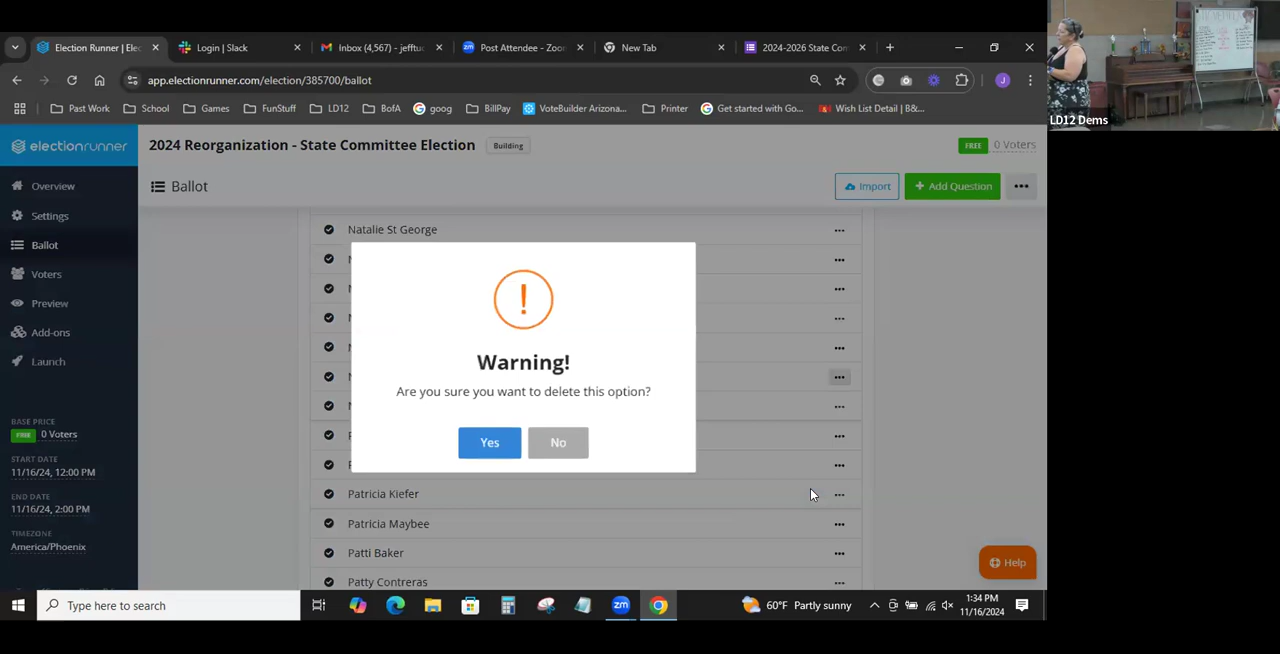 Election Runner | Elec
Login | Slack
Inbox (4,567) - jefftuc
Post Attendee - Zoo
New Tab
2024-2026 State Com
app.electionrunner.com/election/385700/ballot
J
Past Work
School
Games
FunStuff
LD12
BofA
goog
BillPay
VoteBuilder Arizona...
Printer
Get started with Go...
Wish List Detail | B&...
LD12 Dems
electionrunner
2024 Reorganization - State Committee Election
Building
FREE 0 Voters
Overview
Settings
Ballot
Voters
Preview
Add-ons
Launch
BASE PRICE
FREE 0 Voters
START DATE
11/16/24, 12:00 PM
END DATE
11/16/24, 2:00 PM
TIMEZONE
America/Phoenix
Ballot
Import
+ Add Question
Natalie St George
!
Warning!
Are you sure you want to delete this option?
Yes
No
Patricia Kiefer
Patricia Maybee
Patti Baker
Patty Contreras
Help
Type here to search
zm
60°F Partly sunny
1:34 PM
11/16/2024